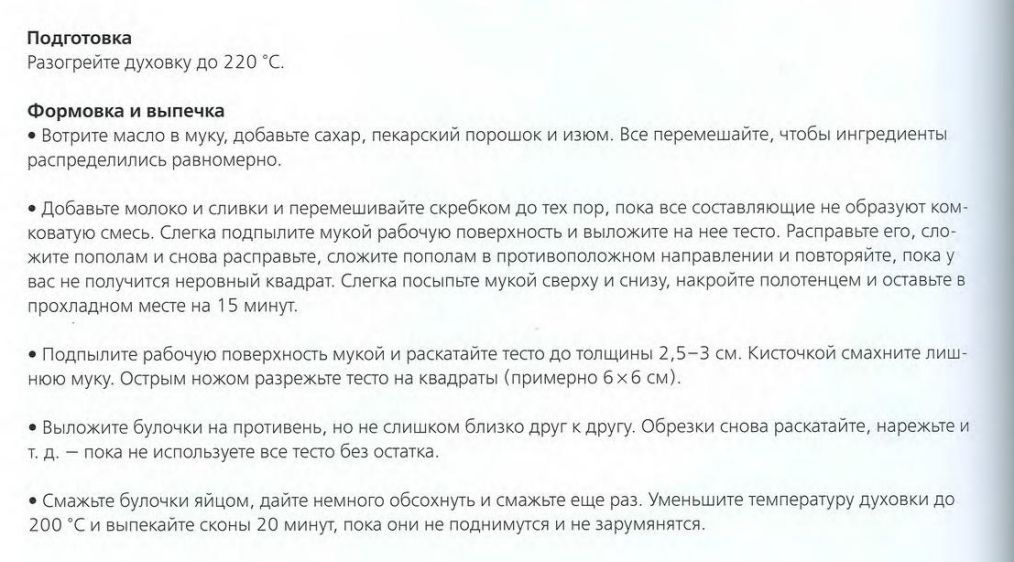 Подготовка
Разогрейте духовку до 220 °C.
Формовка и выпечка
• Вотрите масло в муку, добавьте сахар, пекарский порошок и изюм. Все перемешайте, чтобы ингредиенты
распределились равномерно.
• Добавьте молоко и сливки и перемешивайте скребком до тех пор, пока все составляющие не образуют ком-
коватую смесь. Слегка подпылите мукой рабочую поверхность и выложите на нее тесто. Расправьте его, сло-
жите пополам и снова расправьте, сложите пополам в противоположном направлении и повторяйте, пока у
вас не получится неровный квадрат. Слегка посыпьте мукой сверху и снизу, накройте полотенцем и оставьте в
прохладном месте на 15 минут.
• Подпылите рабочую поверхность мукой и раскатайте тесто до толщины 2,5–3 см. Кисточкой смахните лиш-
нюю муку. Острым ножом разрежьте тесто на квадраты (примерно 6×6 см).
• Выложите булочки на противень, но не слишком близко друг к другу. Обрезки снова раскатайте, нарежьте и
т. д. – пока не используете все тесто без остатка.
• Смажьте булочки яйцом, дайте немного обсохнуть и смажьте еще раз. Уменьшите температуру духовки до
200 °C и выпекайте сконы 20 минут, пока они не поднимутся и не зарумянятся.